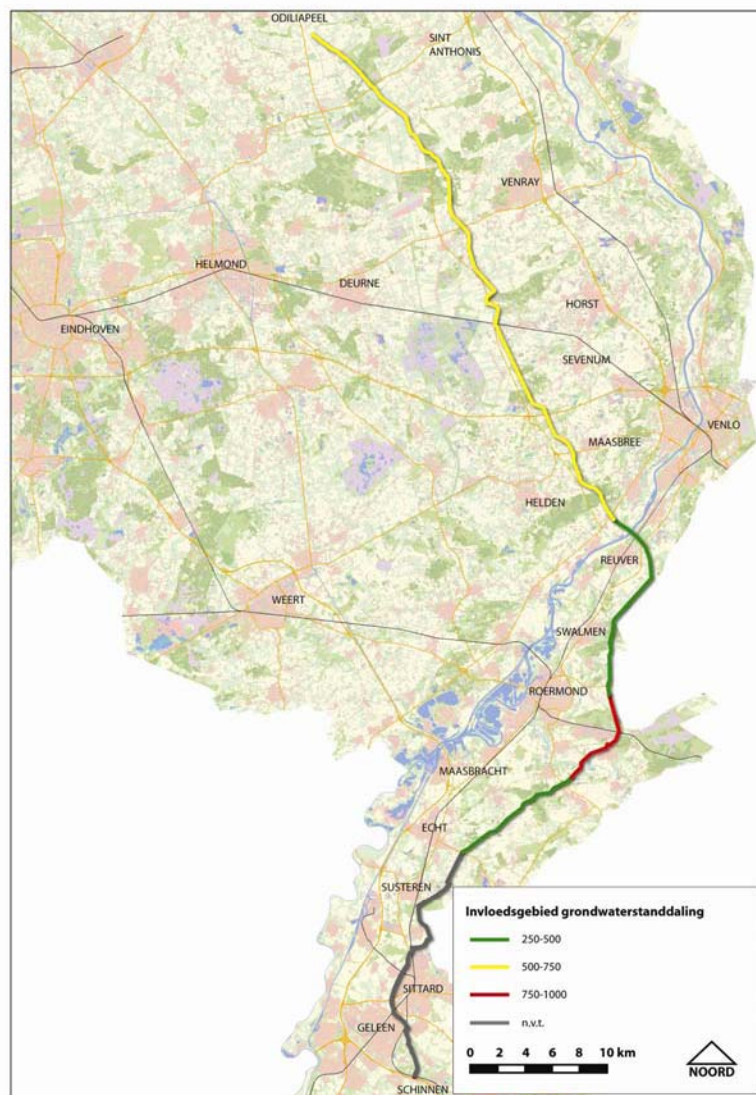 ODILIAPEEL
SINT
ANTHONIS
VENRAY
HELMOND
DEURNE
HORST
EINDHOVEN
SEVENUM
VENLO
MAASBREE
HELDEN
REUVER
WEERT
SWALMEN
ROERMOND
MAASBRACHT
ECHT
SUSTEREN
SITTARD
GELEEN
SCHINNEN
Invloedsgebied grondwaterstanddaling
250-500
500-750
750-1000
n.v.t.
0 2 4 6 8 10 km
NOORD